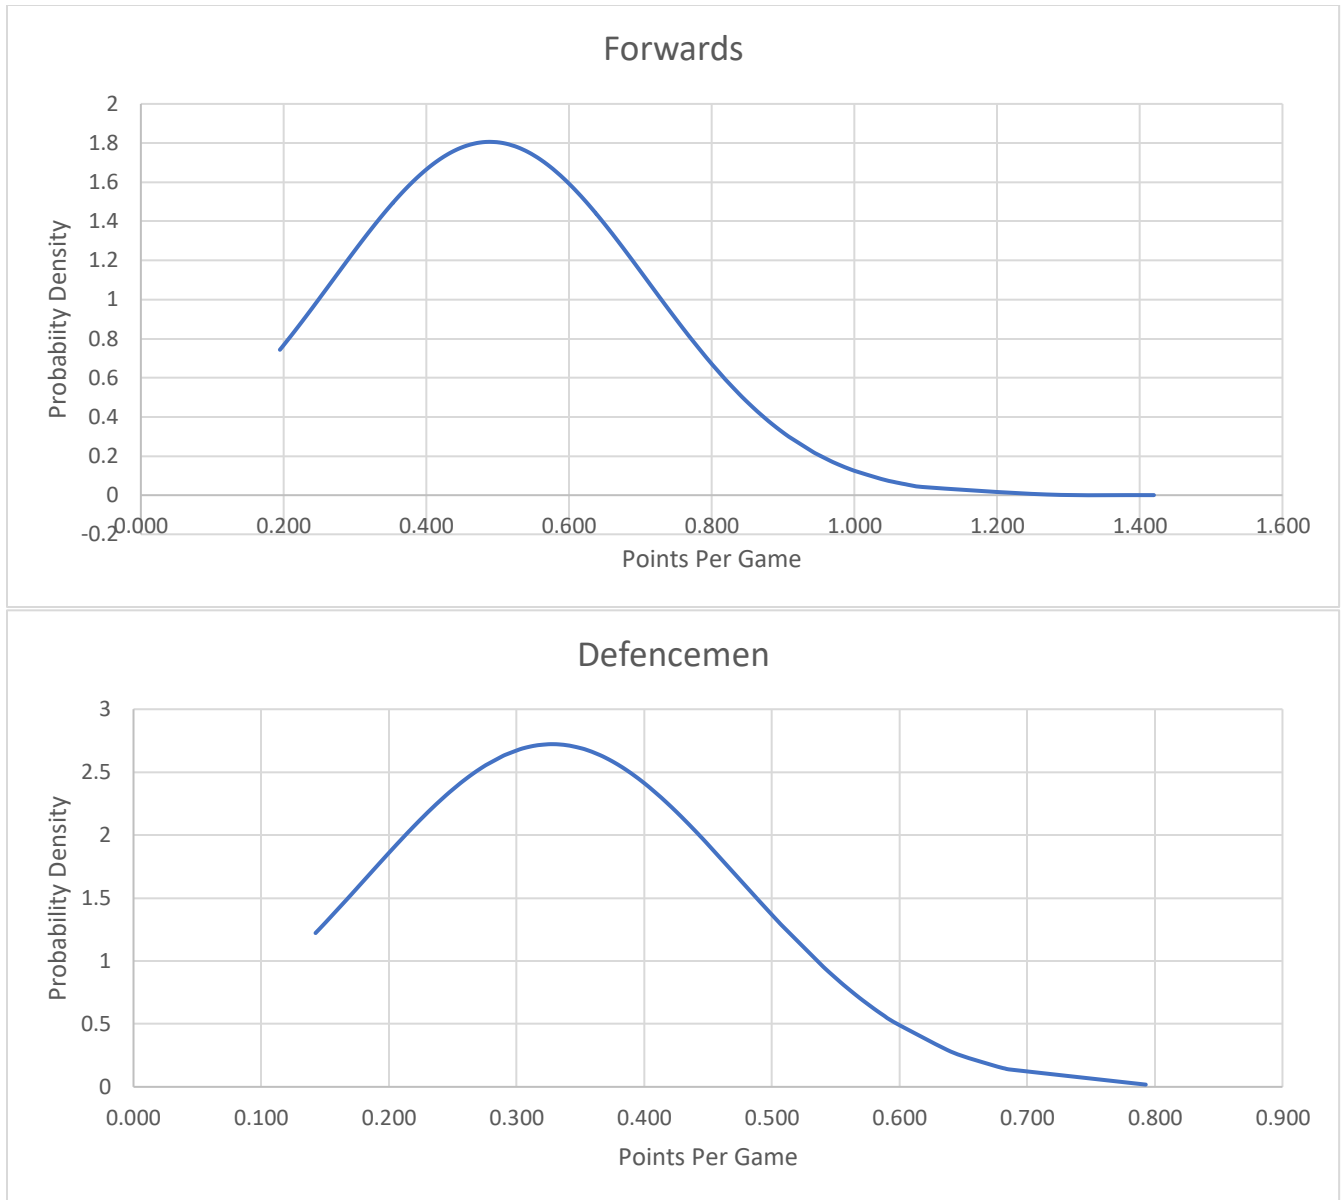 Forwards
2
1.8
1.6
1.4
1.2
1
0.8
0.6
0.4
0.2
0
-0.2
Probabiity Density
0.000 0.200 0.400 0.600 0.800 1.000 1.200 1.400 1.600
Points Per Game
Defencemen
3
2.5
2
1.5
1
0.5
0
Probability Density
0.000 0.100 0.200 0.300 0.400 0.500 0.600 0.700 0.800 0.900
Points Per Game